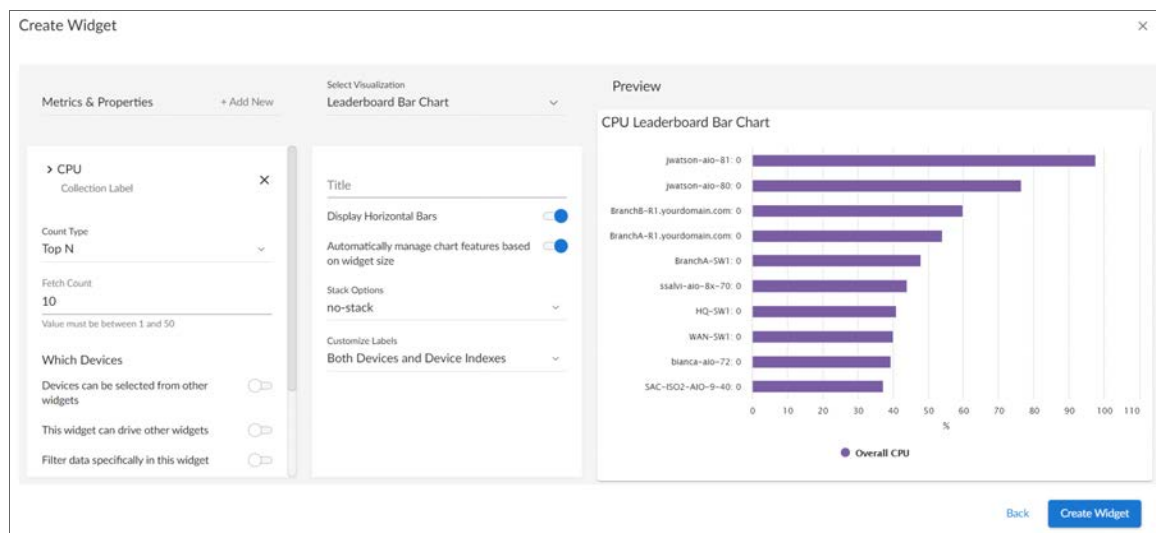 Create Widget
×
Metrics & Properties
+ Add New
CPU
Collection Label
Count Type
Top N
Fetch Count
10
Value must be between 1 and 50
Which Devices
Devices can be selected from other
widgets
This widget can drive other widgets
Filter data specifically in this widget
Select Visualization
Leaderboard Bar Chart
Title
Display Horizontal Bars
Automatically manage chart features based
on widget size
Stack Options
no-stack
Customize Labels
Both Devices and Device Indexes
Preview
CPU Leaderboard Bar Chart
jwatson-aio-81: 0
jwatson-aio-80: 0
BranchB-R1.yourdomain.com: 0
BranchA-R1.yourdomain.com: 0
BranchA-SW1: 0
ssalvi-aio-8x-70: 0
HQ-SW1: 0
WAN-SW1: 0
bianca-aio-72: 0
SAC-ISO2-AIO-9-40: 0
0 10 20 30 40 50 60 70 80 90 100 110
%
Overall CPU
Back
Create Widget